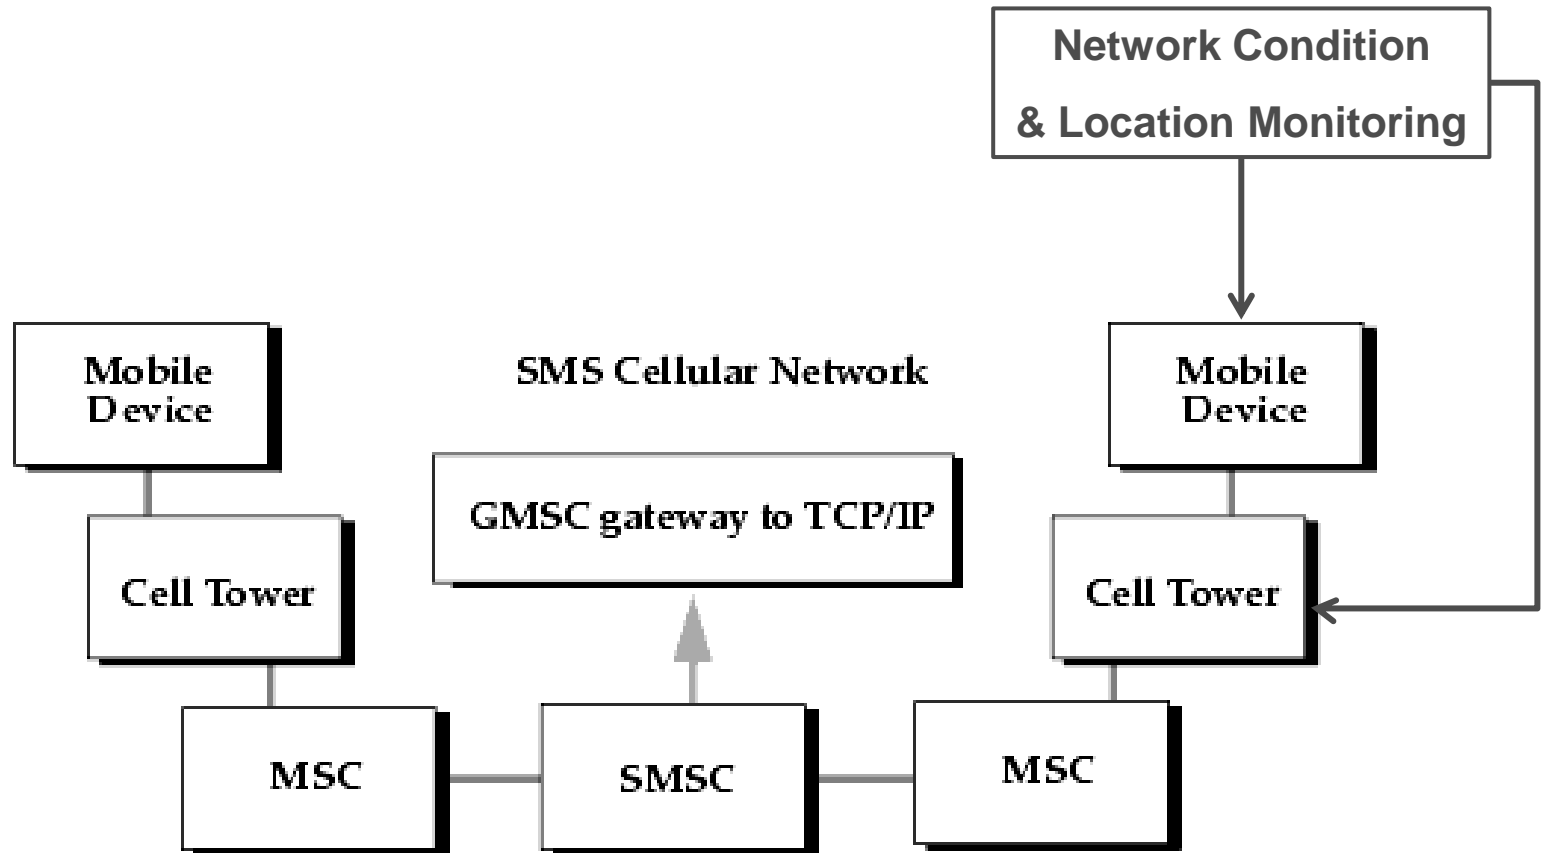 Network Condition
& Location Monitoring
Mobile
Device
SMS Cellular Network
Mobile
Device
GMSC gateway to TCP/IP
Cell Tower
Cell Tower
MSC
SMSC
MSC